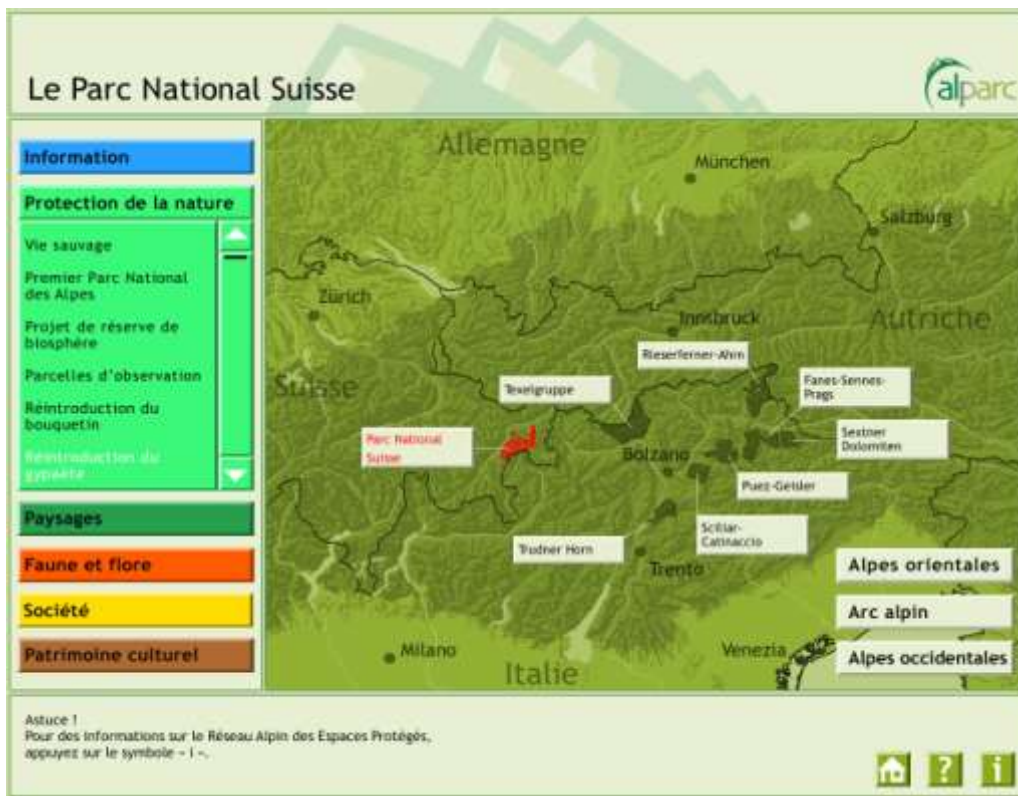 Le Parc National Suisse
alparc
Information
Protection de la nature
Vie sauvage
Premier Parc National
des Alpes
Projet de réserve de
biosphère
Parcelles d'observation
Réintroduction du
bouquetin
Réintroduction du
gypaète
Paysages
Faune et flore
Société
Patrimoine culturel
Allemagne
München
Salzburg
Zürich
Innsbruck
Autriche
Rieserferner-Ahrn
Suisse
Texelgruppe
Fanes-Sennes-
Prags
Parc National
Suisse
Sextner
Dolomiten
Bolzano
Puez-Geisler
Sciliar-
Catinaccio
Trudner Horn
Trento
Alpes orientales
Arc alpin
Milano
Venezia
Alpes occidentales
Italie
Astuce !
Pour des informations sur le Réseau Alpin des Espaces Protégés,
appuyez sur le symbole – i –.
? i